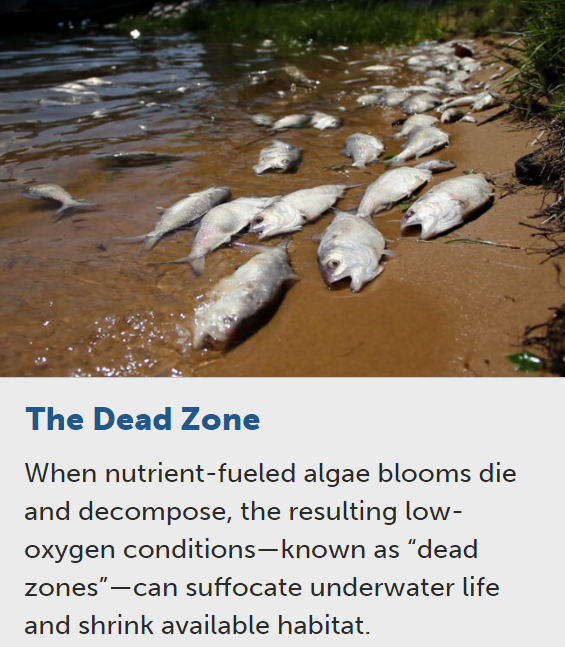 The Dead Zone
When nutrient-fueled algae blooms die
and decompose, the resulting low-
oxygen conditions—known as “dead
zones”—can suffocate underwater life
and shrink available habitat.